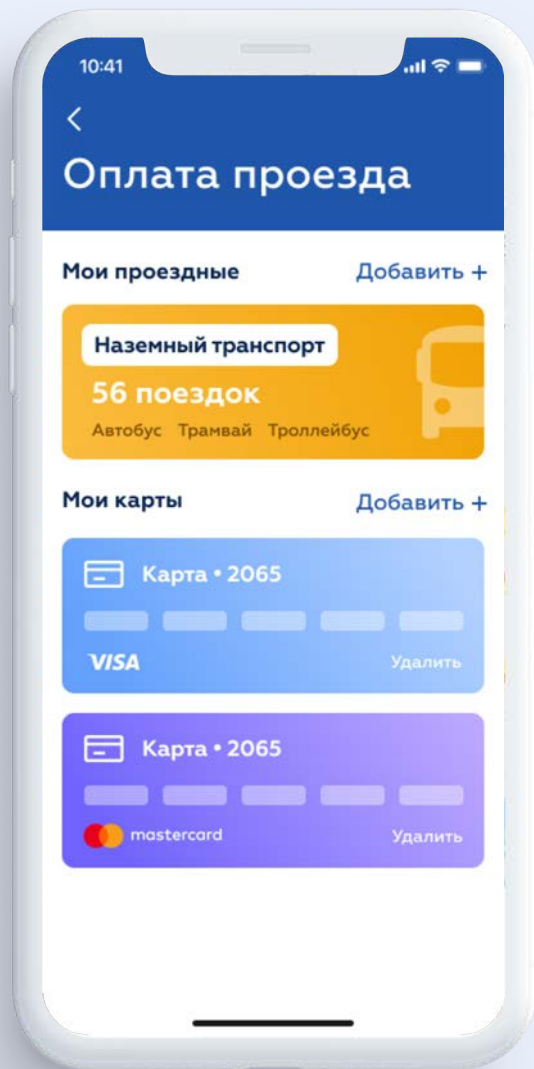 10:41
Оплата проезда
Мои проездные Добавить +
Наземный транспорт
56 поездок
Автобус Трамвай Троллейбус
Мои карты Добавить +
Карта • 2065
VISA Удалить
Карта • 2065
mastercard Удалить